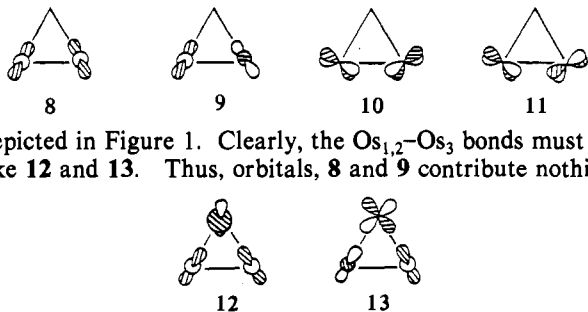 8 9 10 11
epicted in Figure 1. Clearly, the Os1,2–Os3 bonds must
ke 12 and 13. Thus, orbitals, 8 and 9 contribute nothi
12 13